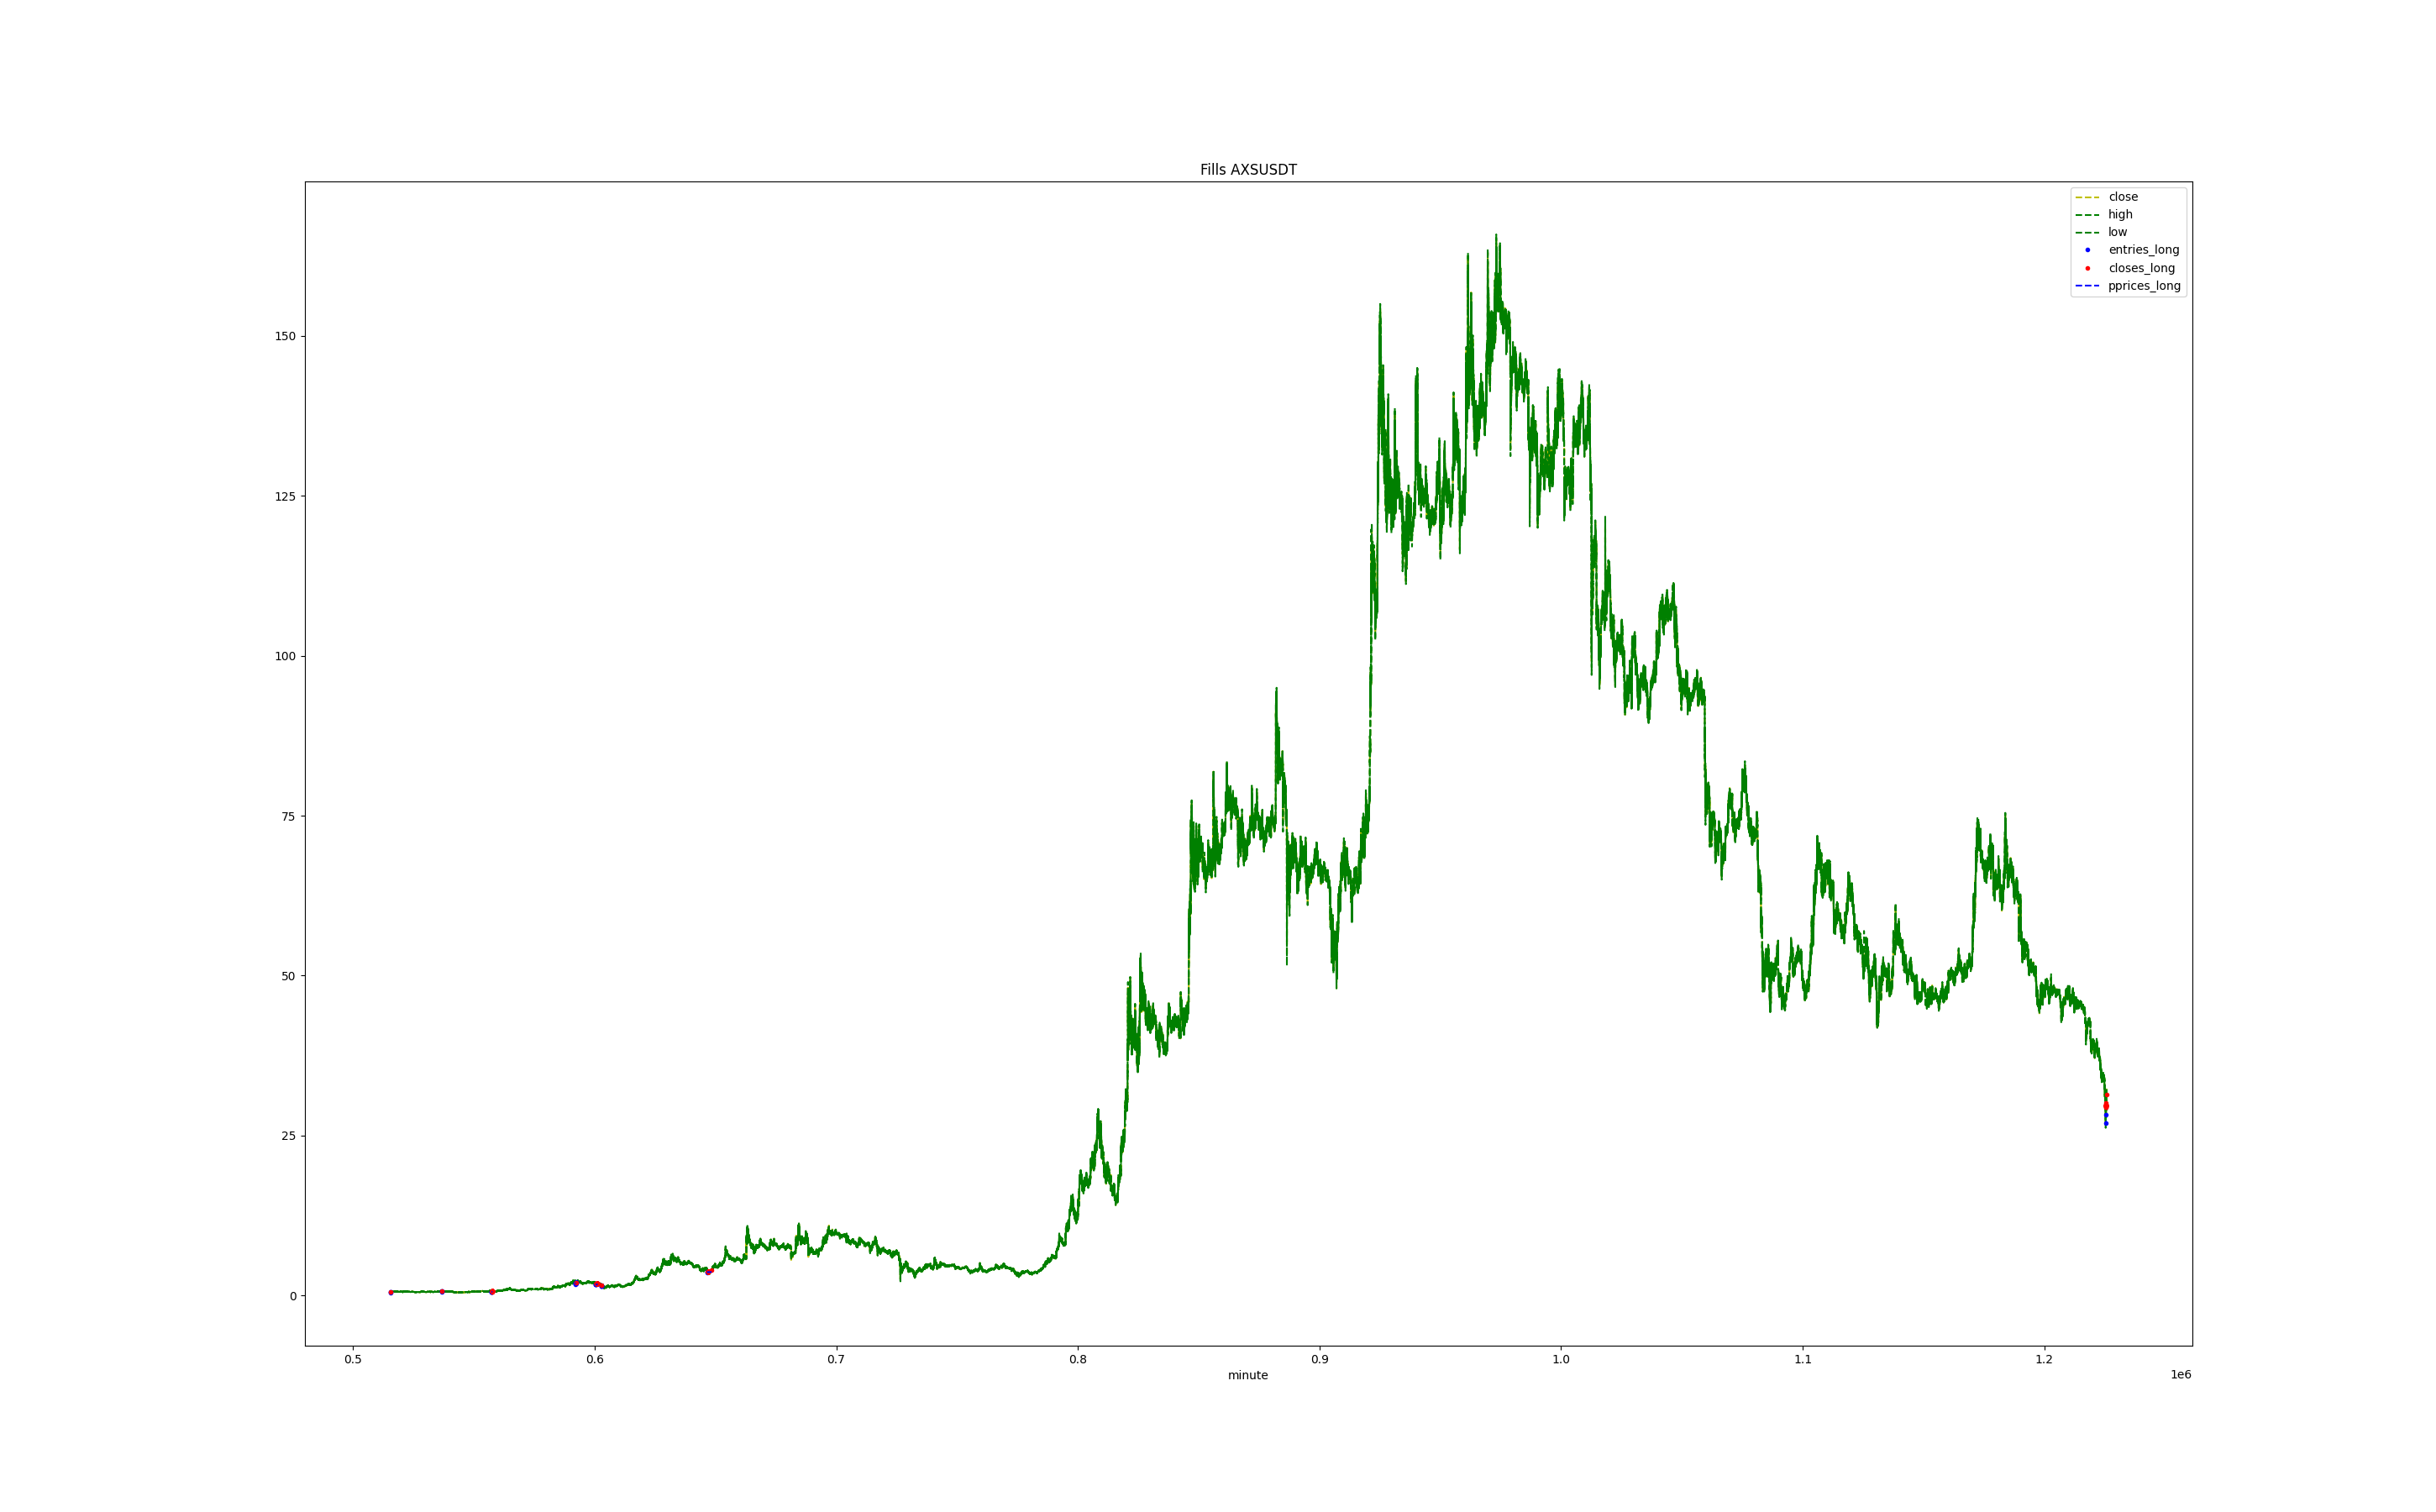 Fills AXSUSDT
close
high
low
entries_long
closes_long
pprices_long
150
125
100
75
50
25
0
0.5 0.6 0.7 0.8 0.9 1.0 1.1 1.2
minute
1e6